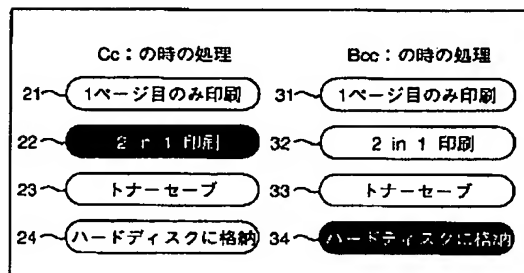 Cc：の時の処理 Bcc：の時の処理
21 1ページ目のみ印刷 31 1ページ目のみ印刷
22 2 in 1 印刷 32 2 in 1 印刷
23 トナーセーブ 33 トナーセーブ
24 ハードディスクに格納 34 ハードディスクに格納